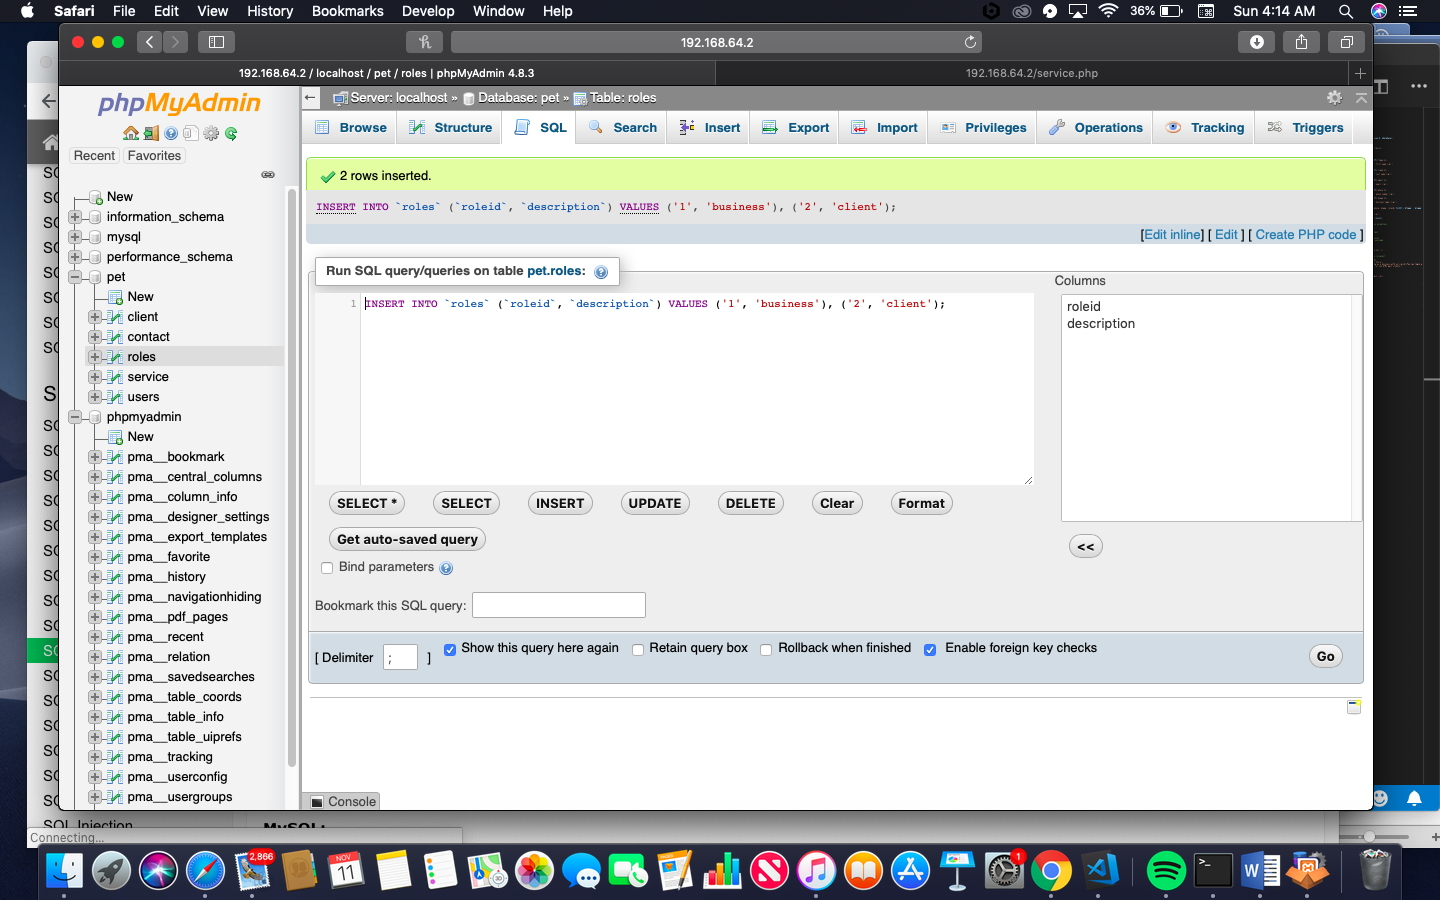 Safari File Edit View History Bookmarks Develop Window Help 36% Sun 4:14 AM
192.168.64.2
192.168.64.2 / localhost / pet / roles | phpMyAdmin 4.8.3
192.168.64.2/service.php
phpMyAdmin
Recent Favorites
New
information_schema
mysql
performance_schema
pet
New
client
contact
roles
service
users
phpmyadmin
New
pma__bookmark
pma__central_columns
pma__column_info
pma__designer_settings
pma__export_templates
pma__favorite
pma__history
pma__navigationhiding
pma__pdf_pages
pma__recent
pma__relation
pma__savedsearches
pma__table_coords
pma__table_info
pma__table_uiprefs
pma__tracking
pma__userconfig
pma__usergroups
Server: localhost » Database: pet » Table: roles
Browse Structure SQL Search Insert Export Import Privileges Operations Tracking Triggers
2 rows inserted.
INSERT INTO `roles` (`roleid`, `description`) VALUES ('1', 'business'), ('2', 'client');
[Edit inline] [ Edit ] [ Create PHP code ]
Run SQL query/queries on table pet.roles:
1 INSERT INTO `roles` (`roleid`, `description`) VALUES ('1', 'business'), ('2', 'client');
Columns
roleid
description
SELECT * SELECT INSERT UPDATE DELETE Clear Format
<<
Get auto-saved query
Bind parameters
Bookmark this SQL query:
[ Delimiter ; ] Show this query here again Retain query box Rollback when finished Enable foreign key checks
Go
Console
SQL Injection
MySQL:
Connecting...
2,866
NOV
11
1